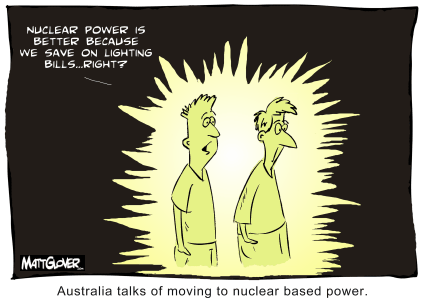 NUCLEAR POWER IS
BETTER BECAUSE
WE SAVE ON LIGHTING
BILLS...RIGHT?
MATTGLOVER
Australia talks of moving to nuclear based power.